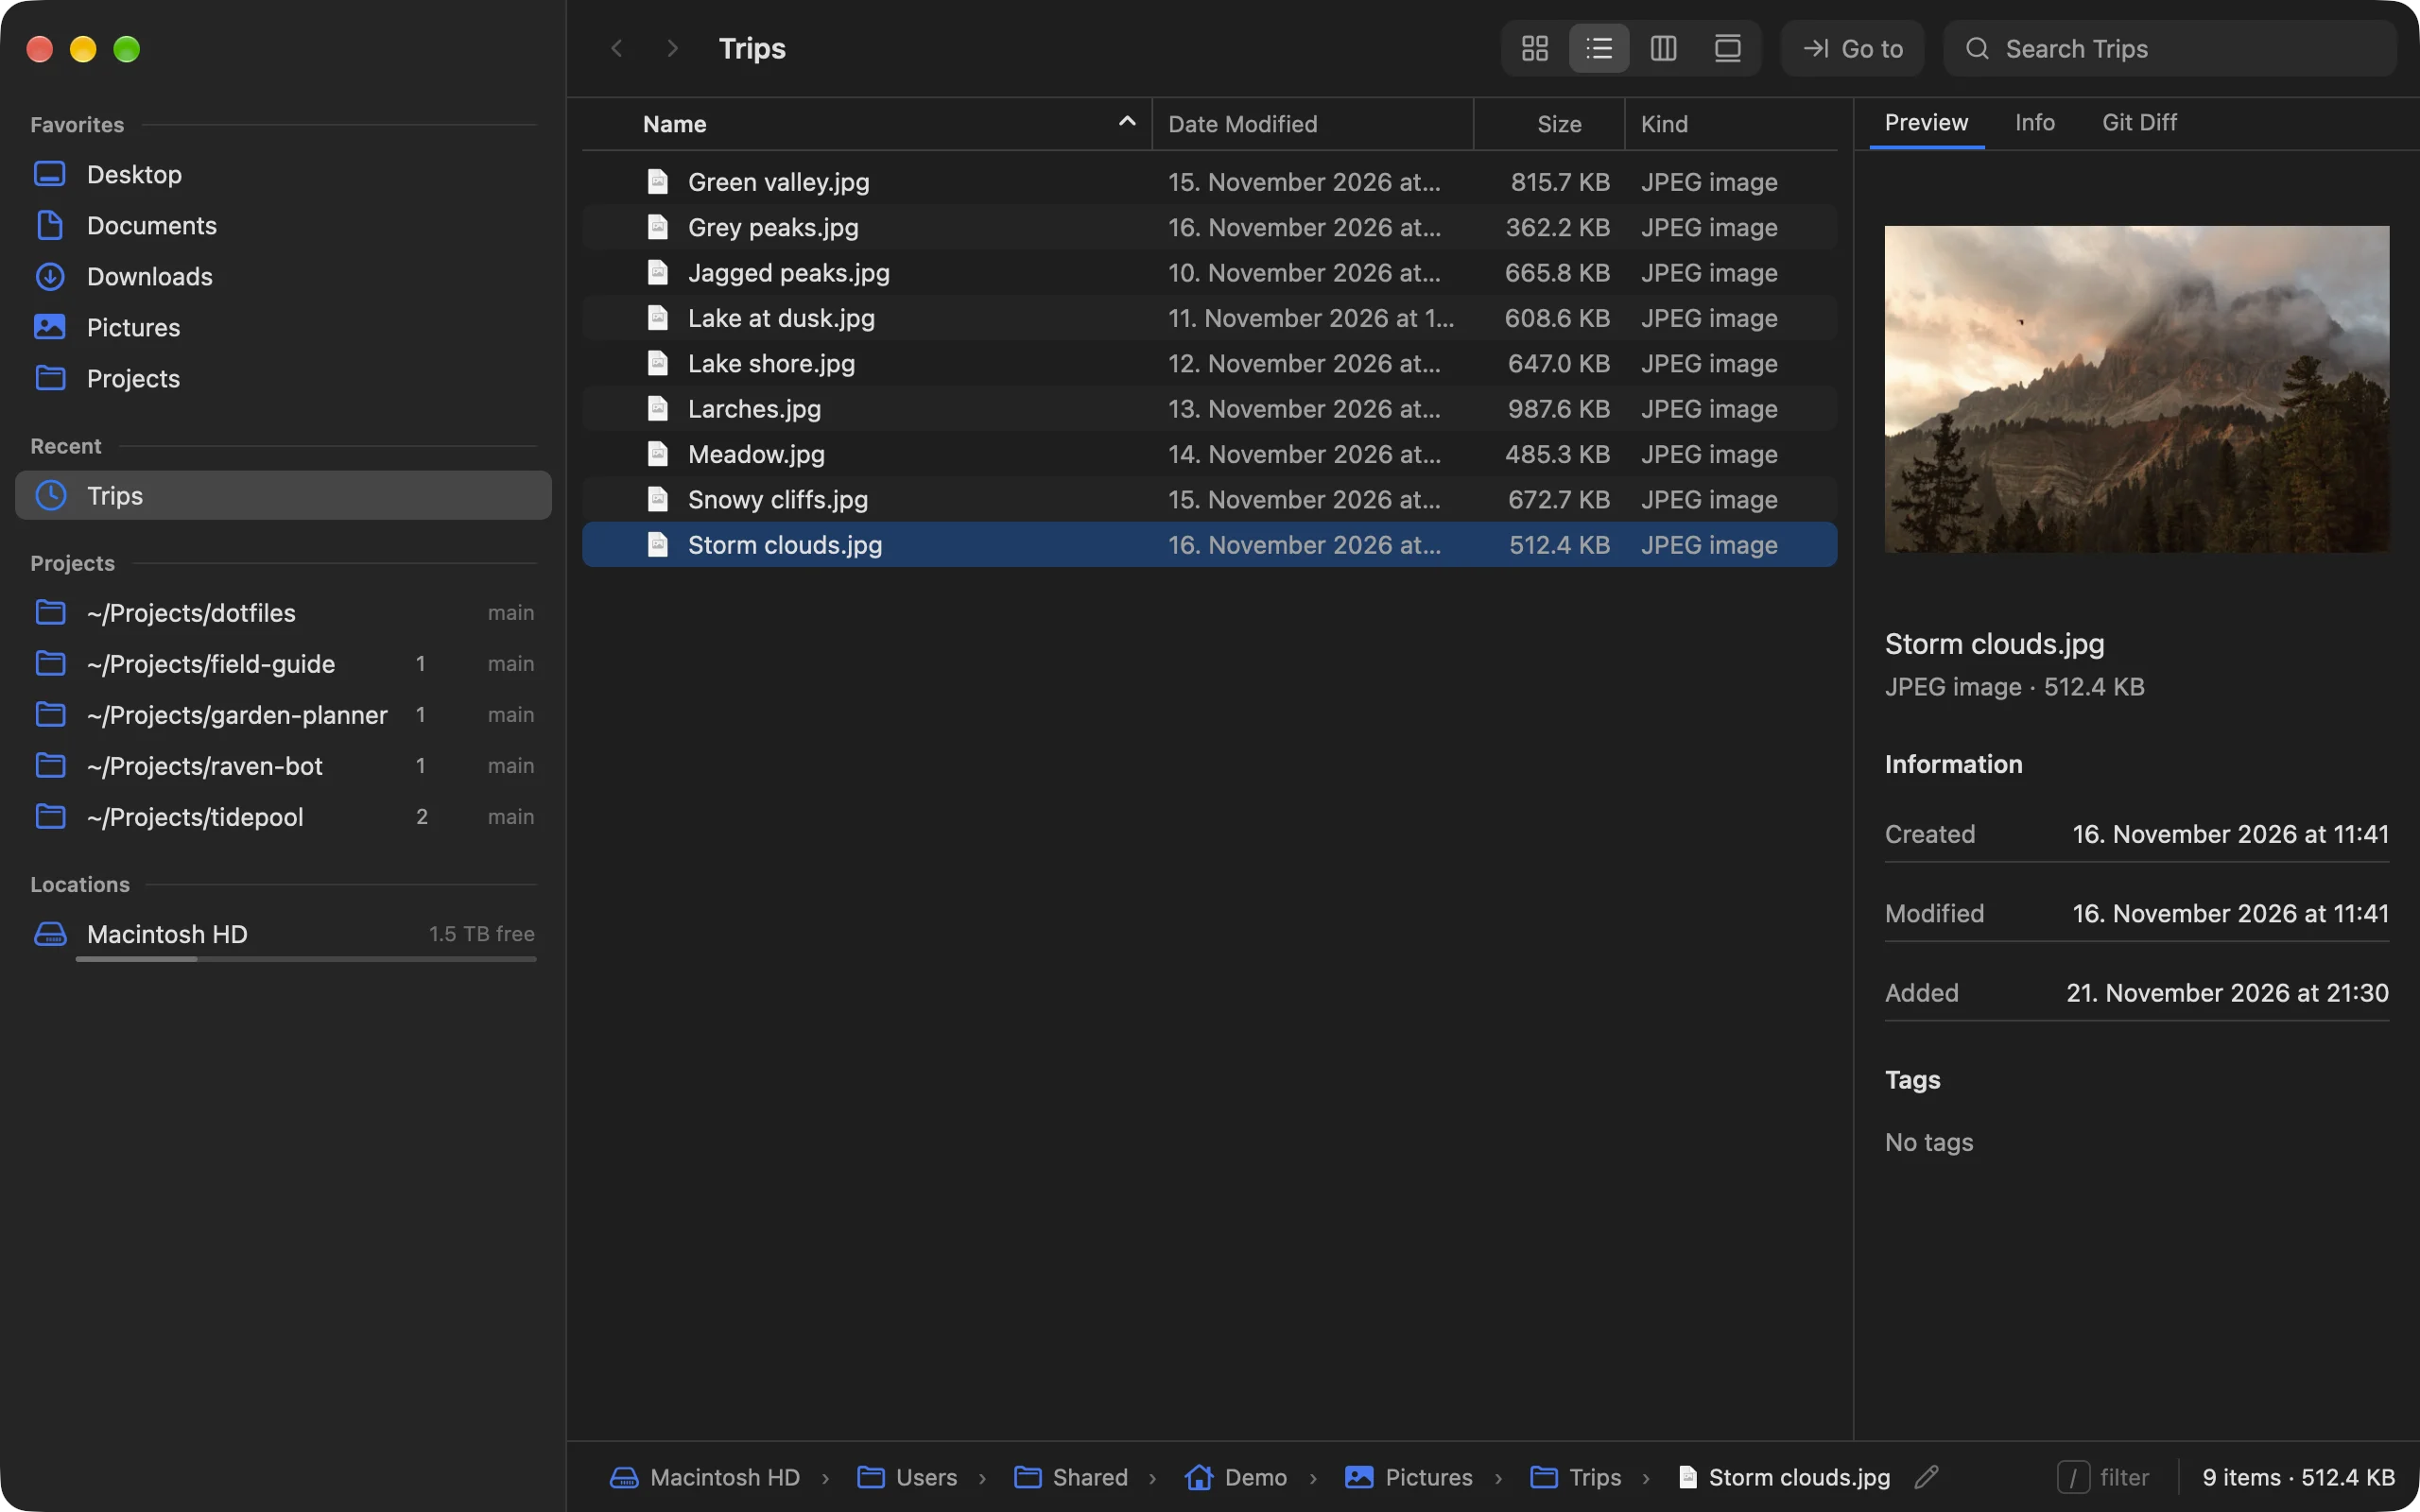 Trips
Go to
Search Trips
Favorites
Desktop
Documents
Downloads
Pictures
Projects
Recent
Trips
Projects
~/Projects/dotfiles main
~/Projects/field-guide 1 main
~/Projects/garden-planner 1 main
~/Projects/raven-bot 1 main
~/Projects/tidepool 2 main
Locations
Macintosh HD 1.5 TB free
Name Date Modified Size Kind
Green valley.jpg 15. November 2026 at... 815.7 KB JPEG image
Grey peaks.jpg 16. November 2026 at... 362.2 KB JPEG image
Jagged peaks.jpg 10. November 2026 at... 665.8 KB JPEG image
Lake at dusk.jpg 11. November 2026 at 1... 608.6 KB JPEG image
Lake shore.jpg 12. November 2026 at... 647.0 KB JPEG image
Larches.jpg 13. November 2026 at... 987.6 KB JPEG image
Meadow.jpg 14. November 2026 at... 485.3 KB JPEG image
Snowy cliffs.jpg 15. November 2026 at... 672.7 KB JPEG image
Storm clouds.jpg 16. November 2026 at... 512.4 KB JPEG image
Preview Info Git Diff
Storm clouds.jpg
JPEG image · 512.4 KB
Information
Created 16. November 2026 at 11:41
Modified 16. November 2026 at 11:41
Added 21. November 2026 at 21:30
Tags
No tags
Macintosh HD › Users › Shared › Demo › Pictures › Trips › Storm clouds.jpg
/ filter
9 items · 512.4 KB